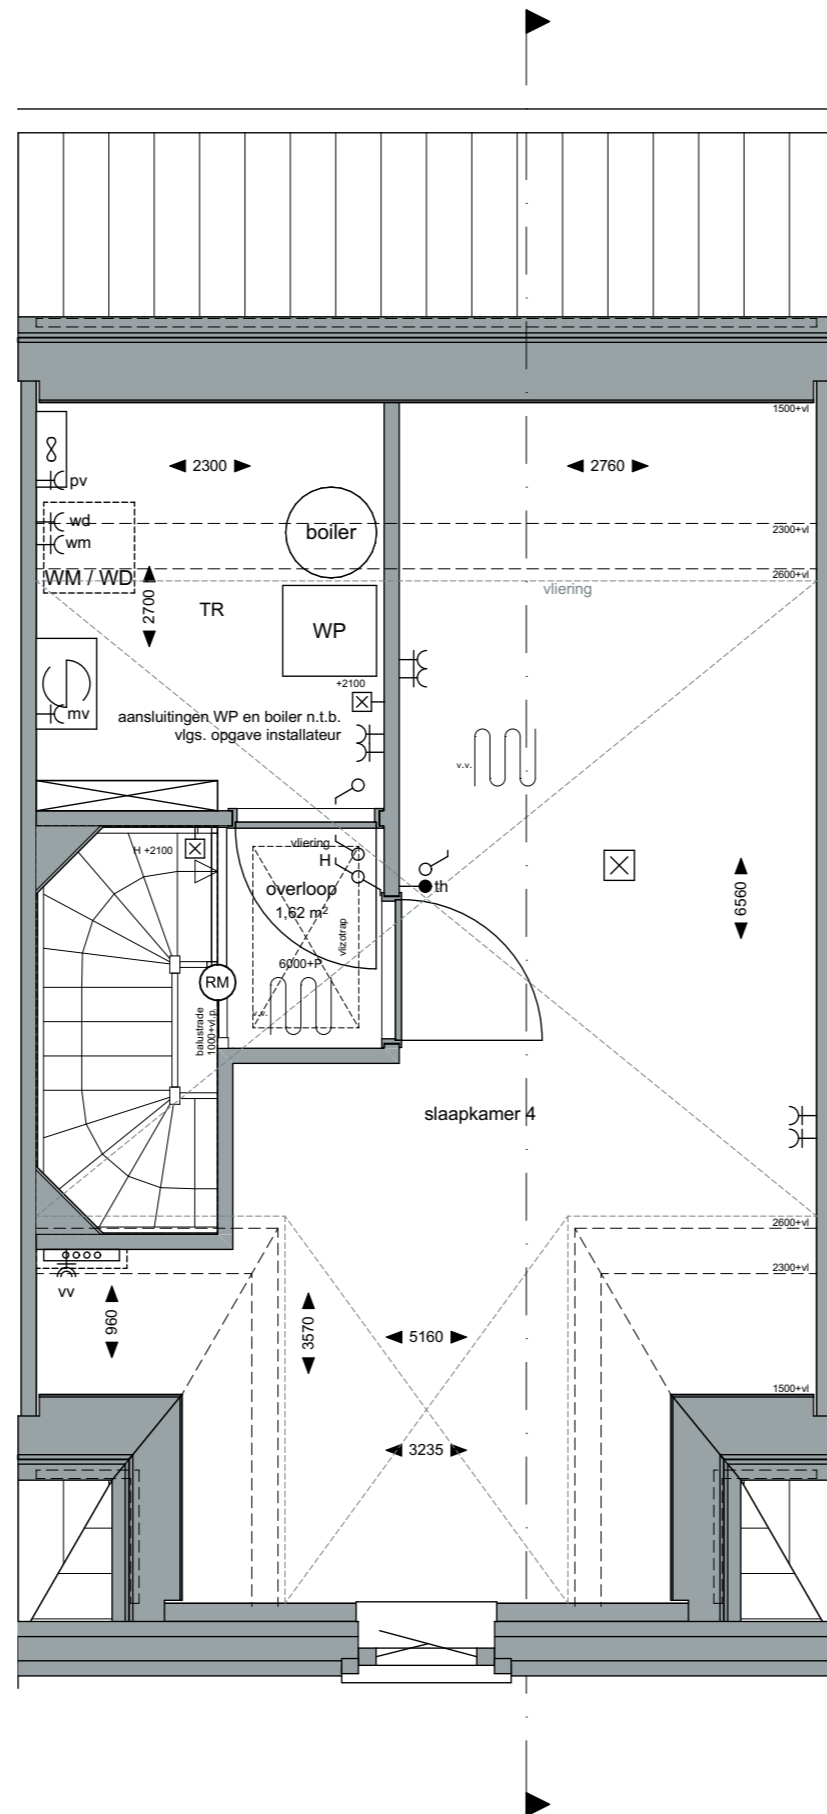 1500+vl
2300
2760
pv
wd
2300+vl
wm
boiler
2600+vl
WM / WD
vliering
2700
TR
WP
+2100
mv
aansluitingen WP en boiler n.t.b.
vlgs. opgave installateur
v.v.
vliering
H +2100
H
overloop
th
1,62 m²
6560
vlizotrap
6000+P
RM
v.v.
balustrade
1000+vl.p.
slaapkamer 4
2600+vl
2300+vl
vv
960
3570
5160
1500+vl
3235